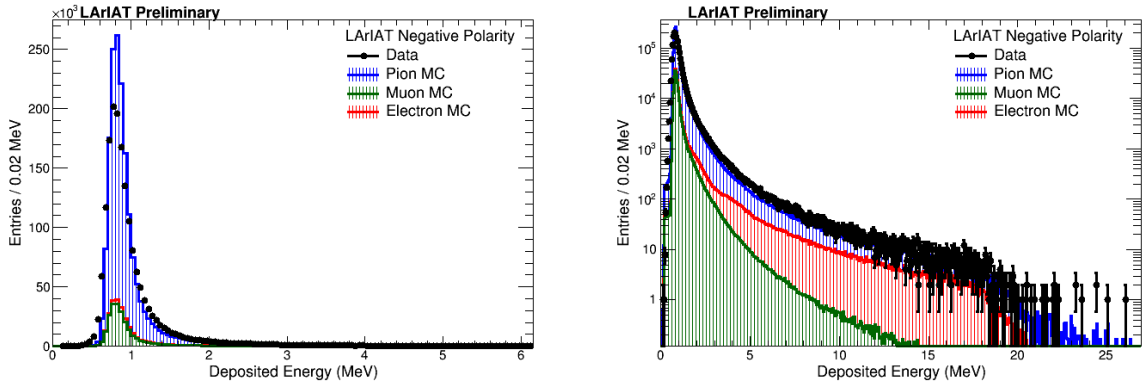 ×10³
LArIAT Preliminary
LArIAT Negative Polarity
Data
Pion MC
Muon MC
Electron MC
250
200
150
100
50
0
Entries / 0.02 MeV
0 1 2 3 4 5 6
Deposited Energy (MeV)
LArIAT Preliminary
LArIAT Negative Polarity
Data
Pion MC
Muon MC
Electron MC
10⁵
10⁴
10³
10²
10
1
Entries / 0.02 MeV
0 5 10 15 20 25
Deposited Energy (MeV)